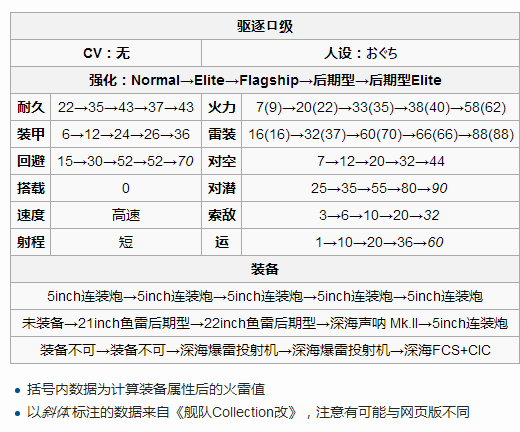 驱逐ロ级
CV：无 人设：おぐち
强化：Normal→Elite→Flagship→后期型→后期型Elite
耐久 22→35→43→37→43 火力 7(9)→20(22)→33(35)→38(40)→58(62)
装甲 6→12→24→26→36 雷装 16(16)→32(37)→60(70)→66(66)→88(88)
回避 15→30→52→52→70 对空 7→12→20→32→44
搭载 0 对潜 25→35→55→80→90
速度 高速 索敌 3→6→10→20→32
射程 短 运 1→10→20→36→60
装备
5inch连装炮→5inch连装炮→5inch连装炮→5inch连装炮→5inch连装炮
未装备→21inch鱼雷后期型→22inch鱼雷后期型→深海声呐 Mk.II→5inch连装炮
装备不可→装备不可→深海爆雷投射机→深海爆雷投射机→深海FCS+CIC
括号内数据为计算装备属性后的火雷值
以斜体标注的数据来自《舰队Collection改》，注意有可能与网页版不同